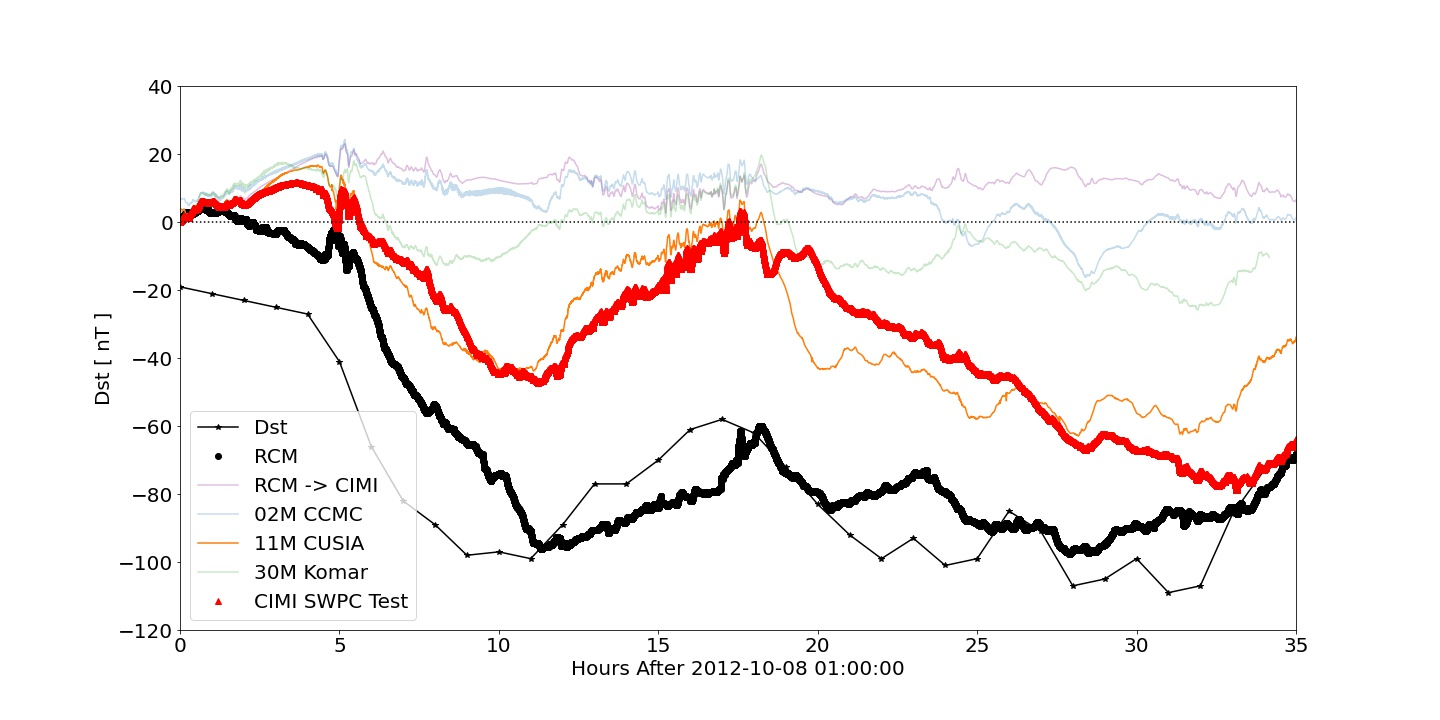 40
20
0
−20
−40
−60
−80
−100
−120
Dst [ nT ]
Dst
RCM
RCM -> CIMI
02M CCMC
11M CUSIA
30M Komar
CIMI SWPC Test
0 5 10 15 20 25 30 35
Hours After 2012-10-08 01:00:00